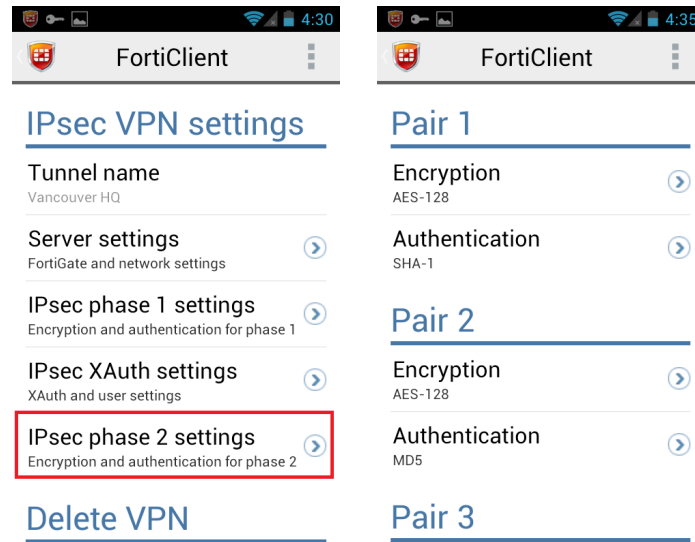 4:30
FortiClient
IPsec VPN settings
Tunnel name
Vancouver HQ
Server settings
FortiGate and network settings
IPsec phase 1 settings
Encryption and authentication for phase 1
IPsec XAuth settings
XAuth and user settings
IPsec phase 2 settings
Encryption and authentication for phase 2
Delete VPN
4:35
FortiClient
Pair 1
Encryption
AES-128
Authentication
SHA-1
Pair 2
Encryption
AES-128
Authentication
MD5
Pair 3